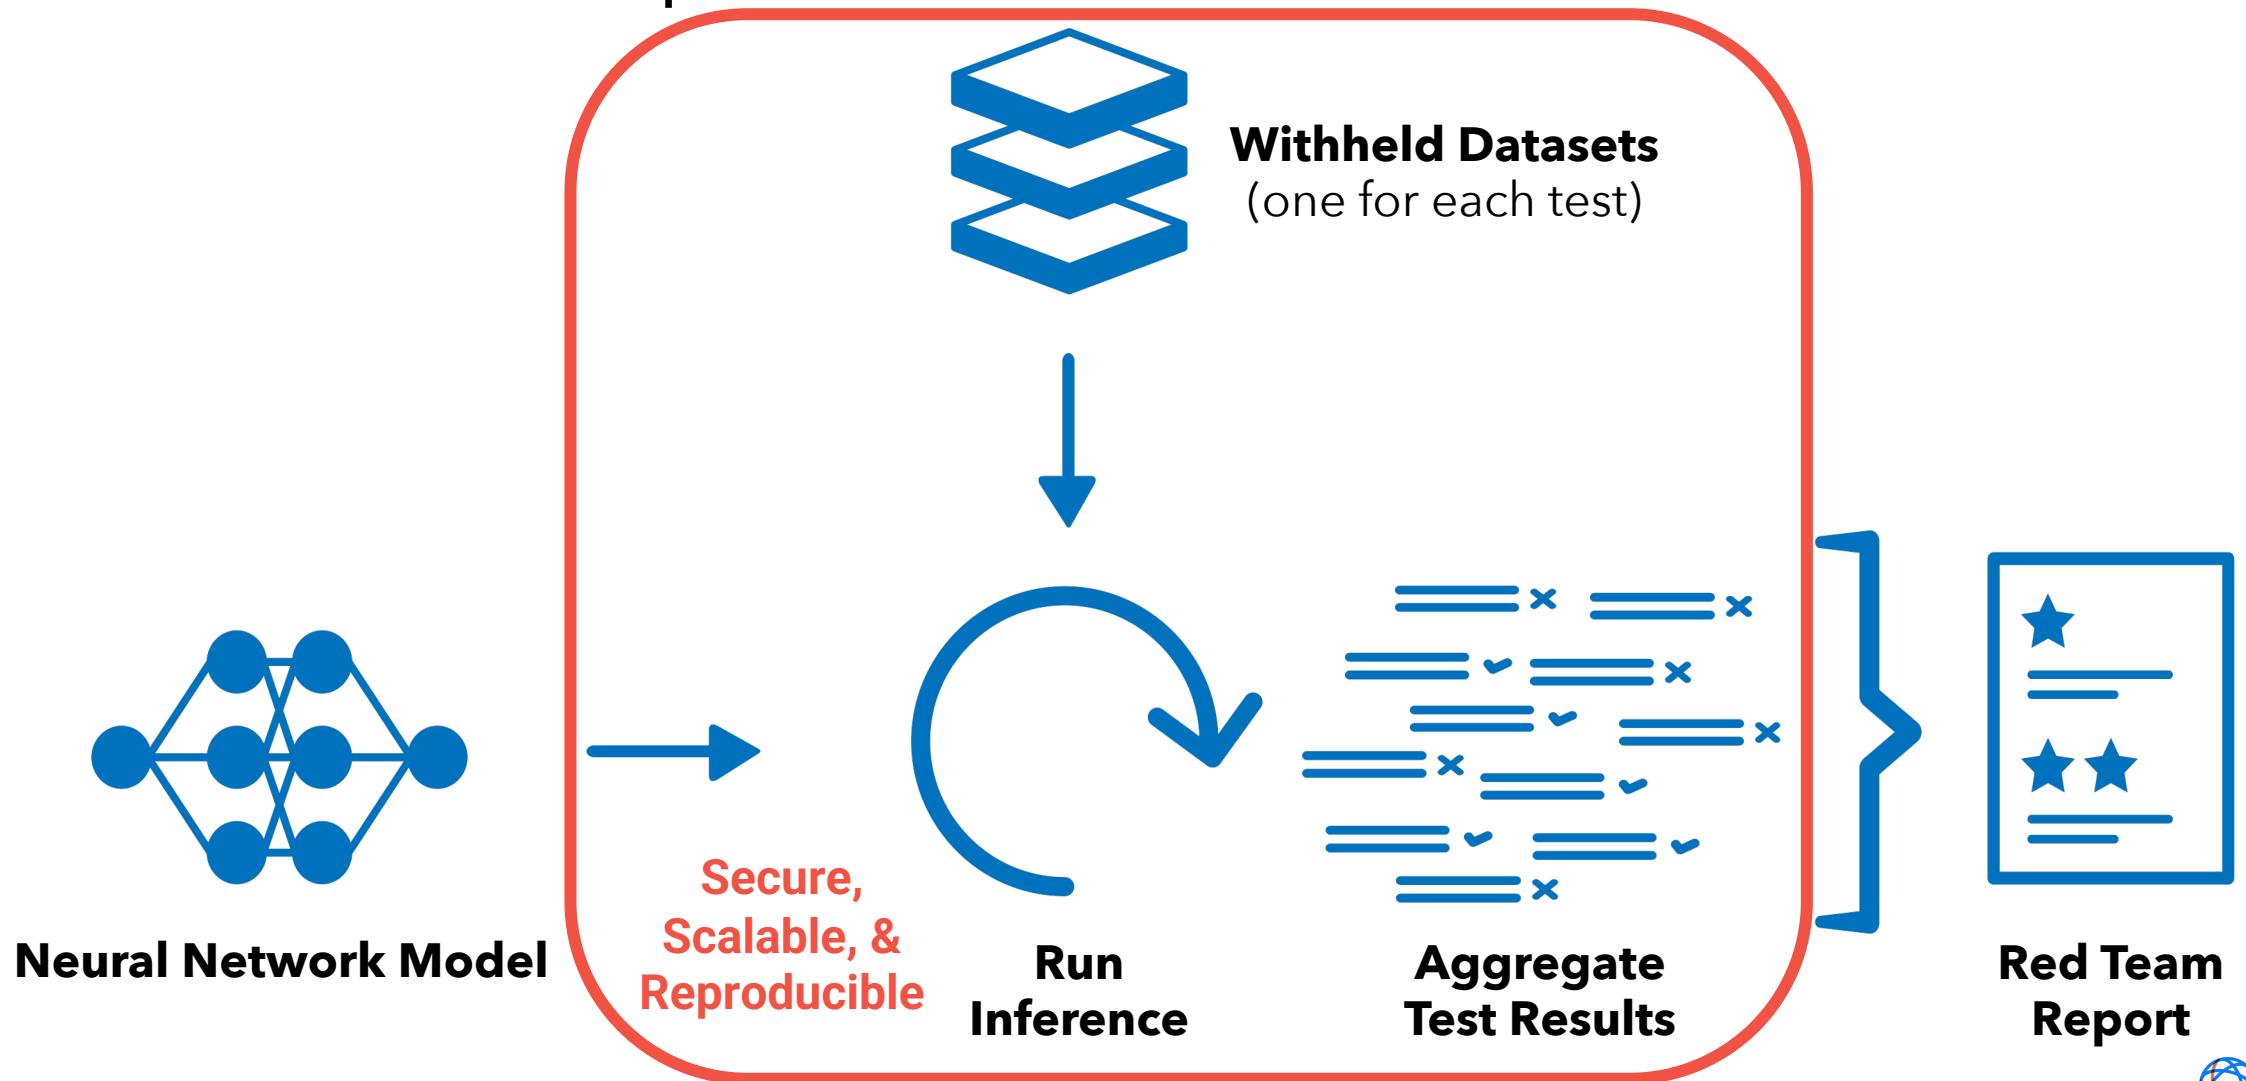 Withheld Datasets
(one for each test)
Secure,
Scalable, &
Reproducible
Neural Network Model
Run
Inference
Aggregate
Test Results
Red Team
Report